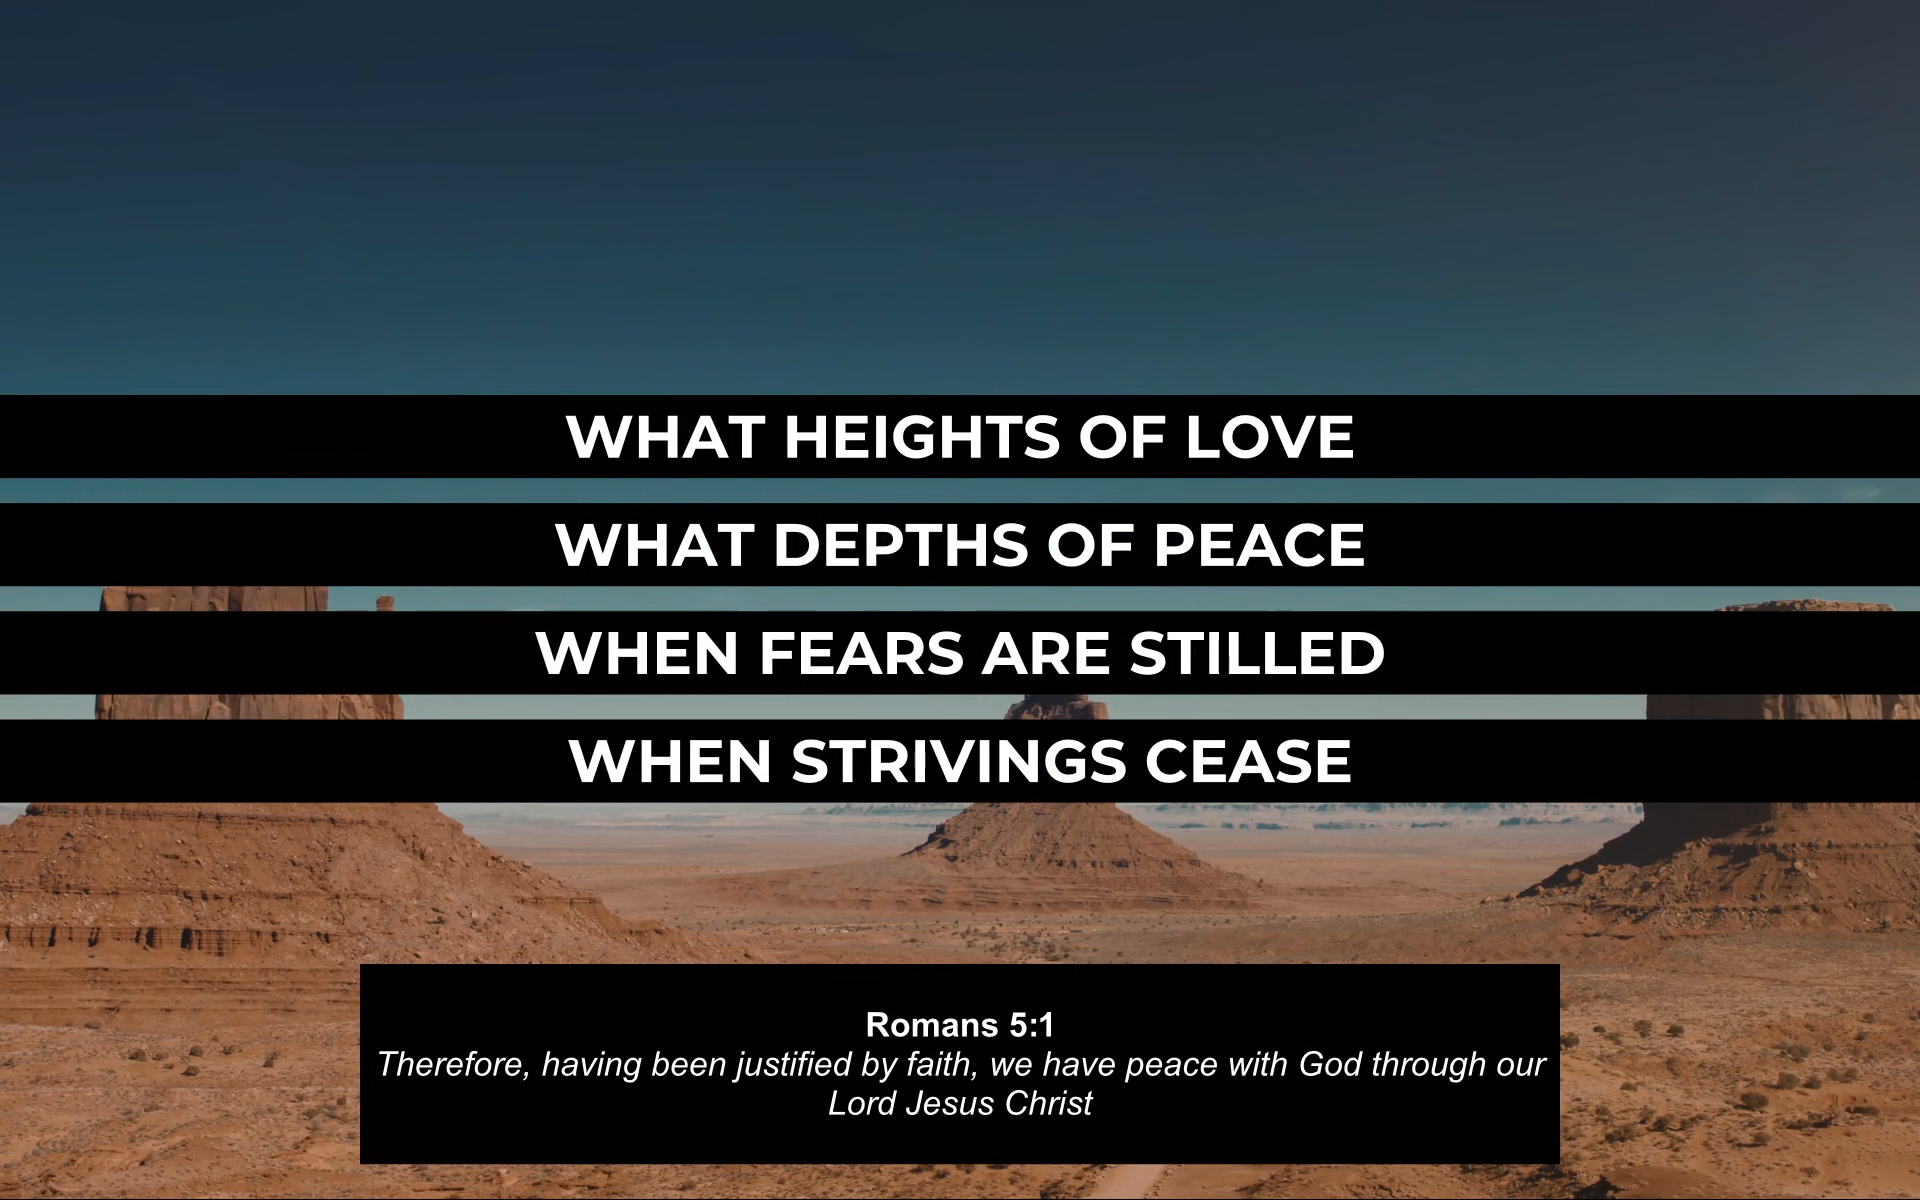 WHAT HEIGHTS OF LOVE
WHAT DEPTHS OF PEACE
WHEN FEARS ARE STILLED
WHEN STRIVINGS CEASE
Romans 5:1
Therefore, having been justified by faith, we have peace with God through our
Lord Jesus Christ